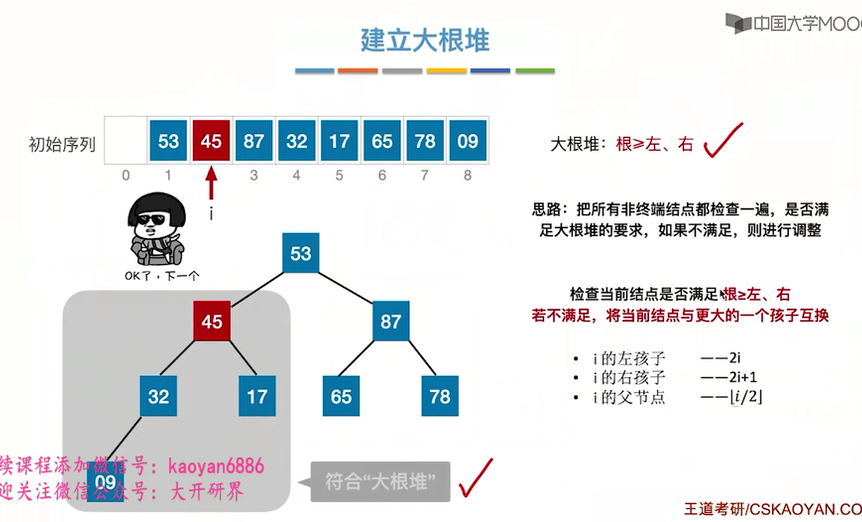 中国大学MOO
建立大根堆
初始序列
53 45 87 32 17 65 78 09
0 1 3 4 5 6 7 8
i
大根堆：根≥左、右
思路：把所有非终端结点都检查一遍，是否满
足大根堆的要求，如果不满足，则进行调整
OK了，下一个
53
45 87
检查当前结点是否满足根≥左、右
若不满足，将当前结点与更大的一个孩子互换
32 17 65 78
• i 的左孩子 ——2i
• i 的右孩子 ——2i+1
• i 的父节点 ——⌊i/2⌋
续课程添加微信号：kaoyan6886
09
迎关注微信公众号：大开研界
符合“大根堆”
王道考研/CSKAOYAN.CO